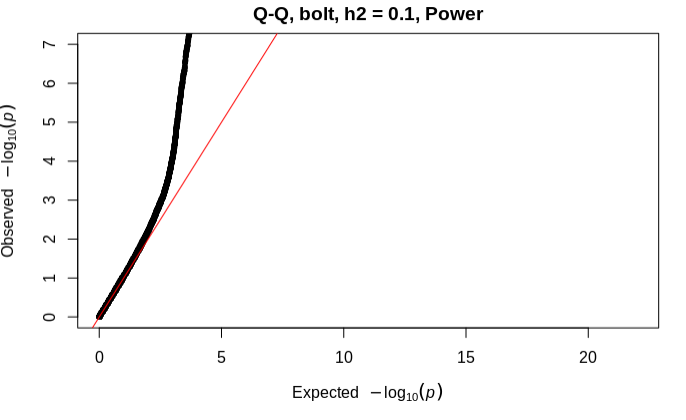 Q-Q, bolt, h2 = 0.1, Power
Observed −log10(p)
7
6
5
4
3
2
1
0
0 5 10 15 20
Expected −log10(p)